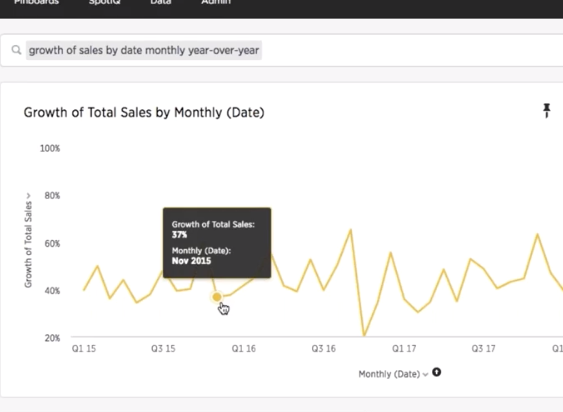 Pinboards SpotIQ Data Admin
growth of sales by date monthly year-over-year
Growth of Total Sales by Monthly (Date)
100%
80%
60%
40%
20%
Growth of Total Sales
Growth of Total Sales:
37%
Monthly (Date):
Nov 2015
Q1 15 Q3 15 Q1 16 Q3 16 Q1 17 Q3 17 Q1
Monthly (Date)